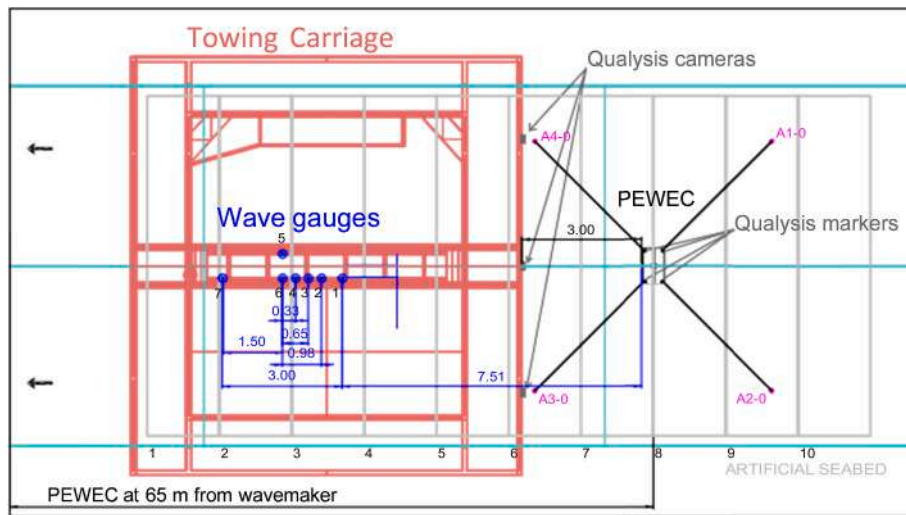 Towing Carriage
Qualysis cameras
A4-0
A1-0
PEWEC
Wave gauges
Qualysis markers
5
3.00
7
6
4
3
2
1
0.33
0.65
1.50
0.98
3.00
7.51
A3-0
A2-0
1
2
3
4
5
6
7
8
9
10
ARTIFICIAL SEABED
PEWEC at 65 m from wavemaker